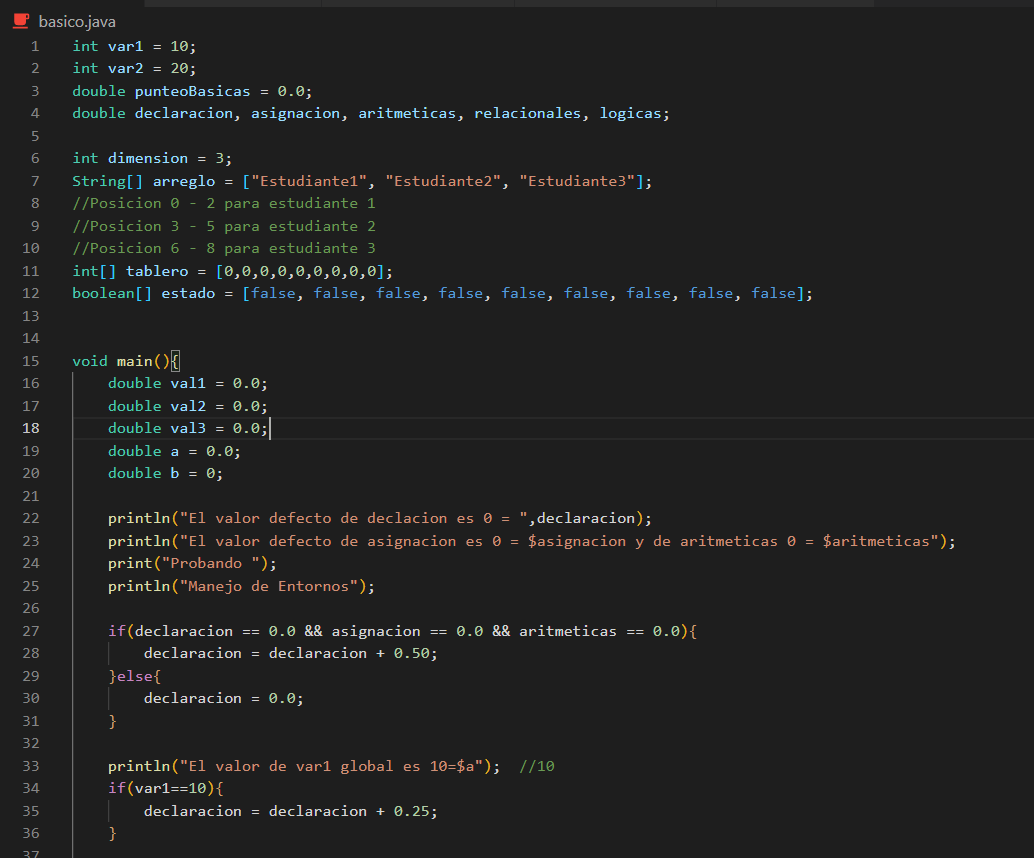 basico.java
1 int var1 = 10;
2 int var2 = 20;
3 double punteoBasicas = 0.0;
4 double declaracion, asignacion, aritmeticas, relacionales, logicas;
5
6 int dimension = 3;
7 String[] arreglo = ["Estudiante1", "Estudiante2", "Estudiante3"];
8 //Posicion 0 - 2 para estudiante 1
9 //Posicion 3 - 5 para estudiante 2
10 //Posicion 6 - 8 para estudiante 3
11 int[] tablero = [0,0,0,0,0,0,0,0,0];
12 boolean[] estado = [false, false, false, false, false, false, false, false, false];
13
14
15 void main(){
16 double val1 = 0.0;
17 double val2 = 0.0;
18 double val3 = 0.0;
19 double a = 0.0;
20 double b = 0;
21
22 println("El valor defecto de declacion es 0 = ",declaracion);
23 println("El valor defecto de asignacion es 0 = $asignacion y de aritmeticas 0 = $aritmeticas");
24 print("Probando ");
25 println("Manejo de Entornos");
26
27 if(declaracion == 0.0 && asignacion == 0.0 && aritmeticas == 0.0){
28 declaracion = declaracion + 0.50;
29 }else{
30 declaracion = 0.0;
31 }
32
33 println("El valor de var1 global es 10=$a"); //10
34 if(var1==10){
35 declaracion = declaracion + 0.25;
36 }
37